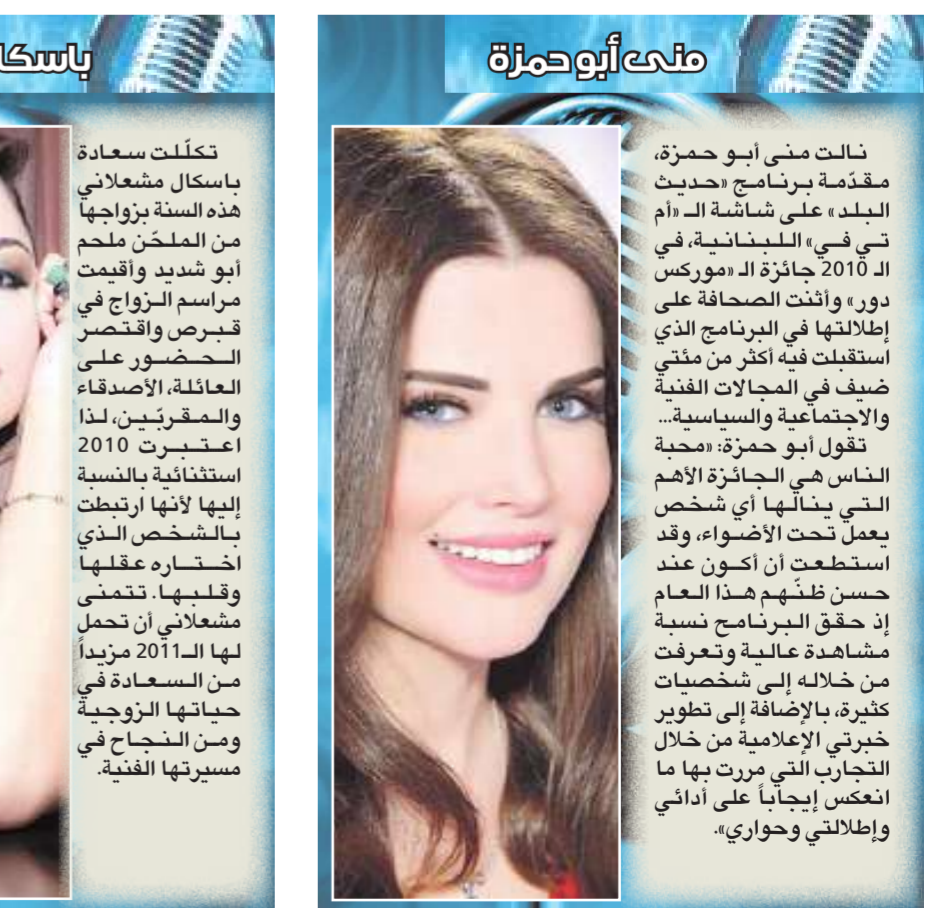 منى أبو حمزة
نالت منى أبو حمزة،
مقدّمة برنامج «حديث
البلد» على شاشة الـ «أم
تي في» اللبنانية، في
الـ 2010 جائزة الـ «موركس
دور» وأثنت الصحافة على
إطلالتها في البرنامج الذي
استقبلت فيه أكثر من مئتي
ضيف في المجالات الفنية
والاجتماعية والسياسية...
تقول أبو حمزة: «محبة
الناس هي الجائزة الأهم
التي ينالها أي شخص
يعمل تحت الأضواء، وقد
استطعت أن أكون عند
حسن ظنّهم هذا العام
إذ حقق البرنامج نسبة
مشاهدة عالية وتعرفت
من خلاله إلى شخصيات
كثيرة، بالإضافة إلى تطوير
خبرتي الإعلامية من خلال
التجارب التي مررت بها ما
انعكس إيجاباً على أدائي
وإطلالتي وحواري».
باسكا
تكلّلت سعادة
باسكال مشعلاني
هذه السنة بزواجها
من الملحّن ملحم
أبو شديد وأقيمت
مراسم الزواج في
قبرص واقتصر
الحضور على
العائلة، الأصدقاء
والمقرّبين، لذا
اعتبرت 2010
استثنائية بالنسبة
إليها لأنها ارتبطت
بالشخص الذي
اختاره عقلها
وقلبها. تتمنى
مشعلاني أن تحمل
لها الـ2011 مزيداً
من السعادة في
حياتها الزوجية
ومن النجاح في
مسيرتها الفنية.